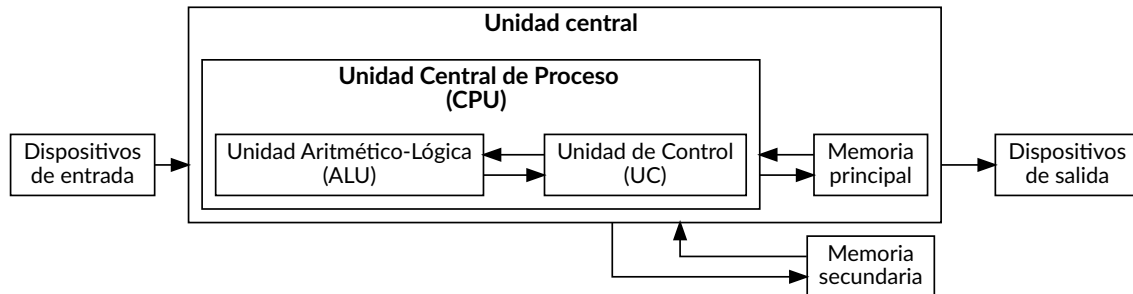 Unidad central
Unidad Central de Proceso
(CPU)
Dispositivos
de entrada
Unidad Aritmético-Lógica
(ALU)
Unidad de Control
(UC)
Memoria
principal
Dispositivos
de salida
Memoria
secundaria